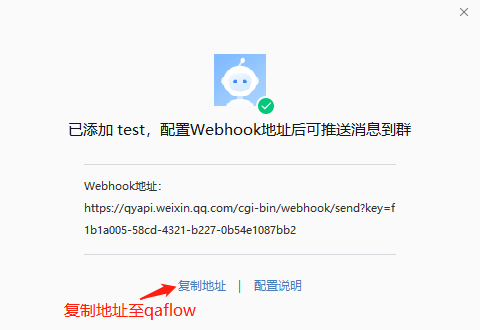 已添加 test，配置Webhook地址后可推送消息到群
Webhook地址：
https://qyapi.weixin.qq.com/cgi-bin/webhook/send?key=f
1b1a005-58cd-4321-b227-0b54e1087bb2
复制地址 | 配置说明
复制地址至qaflow